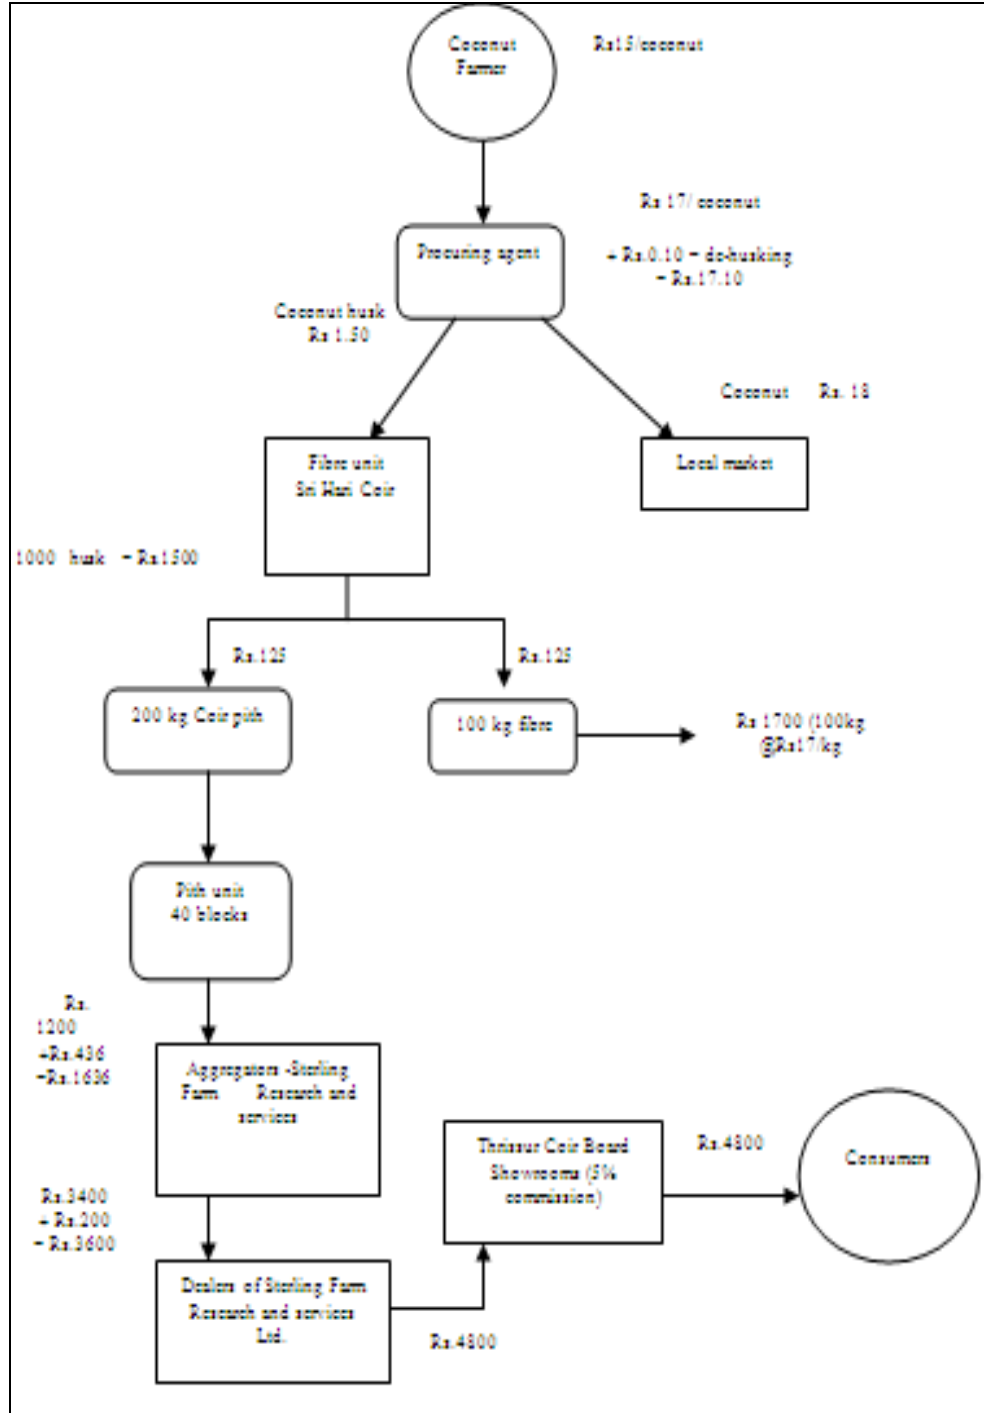 Coconut
Farmer
Rs15/coconut
Rs 17/ coconut
Procuring agent
+ Rs.0.10 = de-husking
= Rs.17.10
Coconut husk
Rs 1.50
Coconut Rs. 18
Fibre unit
Sri Hari Coir
Local market
1000 husk = Rs1500
Rs.125
Rs.125
200 kg Coir pith
100 kg fibre
Rs 1700 (100kg
@Rs17/kg
Pith unit
40 blocks
Rs.
1200
+Rs.436
=Rs.1636
Aggregators -Sterling
Farm Research and
services
Thrissur Coir Board
Showrooms (5%
commission)
Rs.4800
Consumers
Rs.3400
+ Rs.200
= Rs.3600
Dealers of Sterling Farm
Research and services
Ltd.
Rs.4800